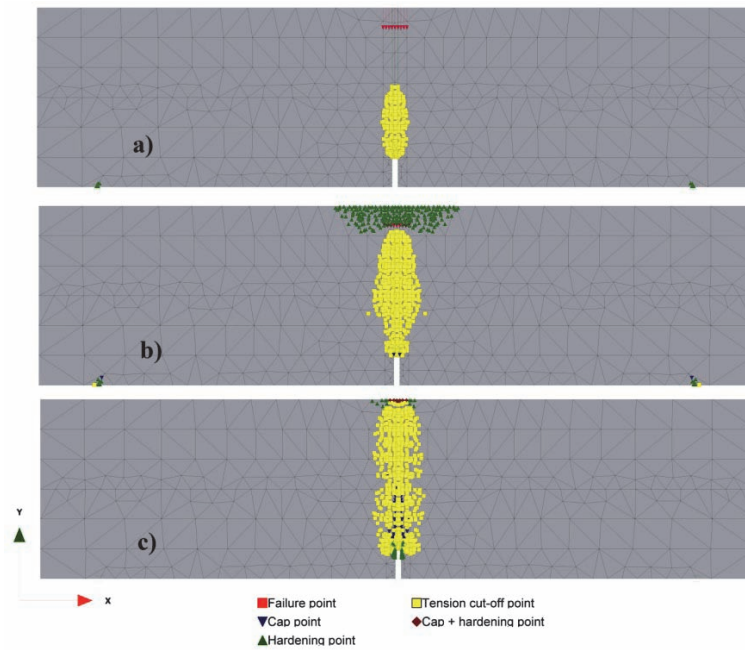 a)
b)
c)
Y
X
Failure point
Tension cut-off point
Cap point
Cap + hardening point
Hardening point